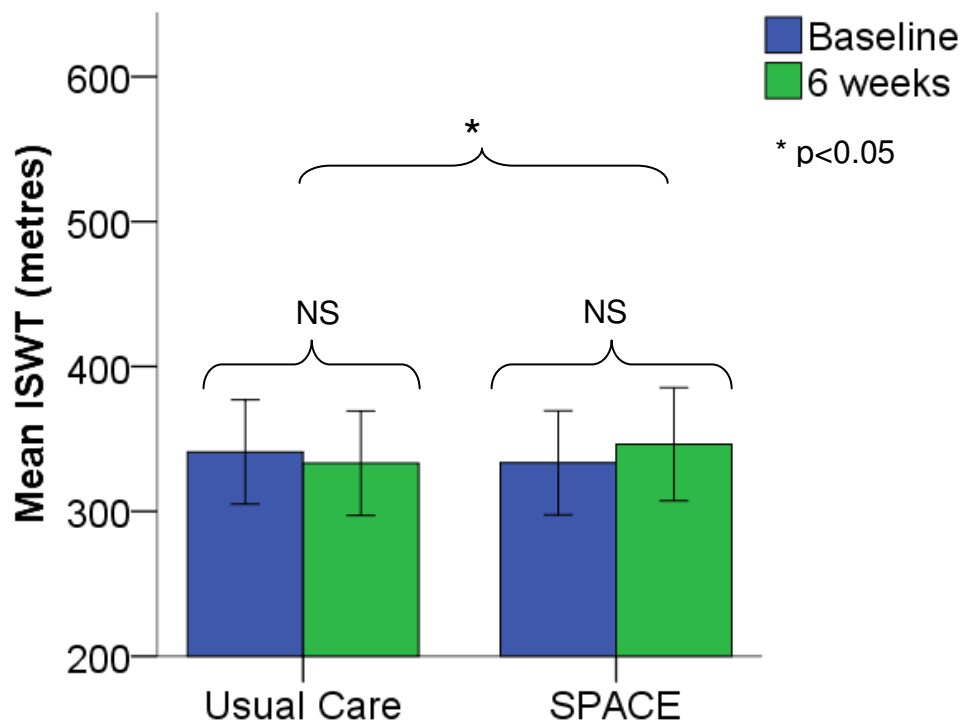 Baseline
6 weeks
* p<0.05
Mean ISWT (metres)
600
500
400
300
200
*
NS
NS
Usual Care
SPACE